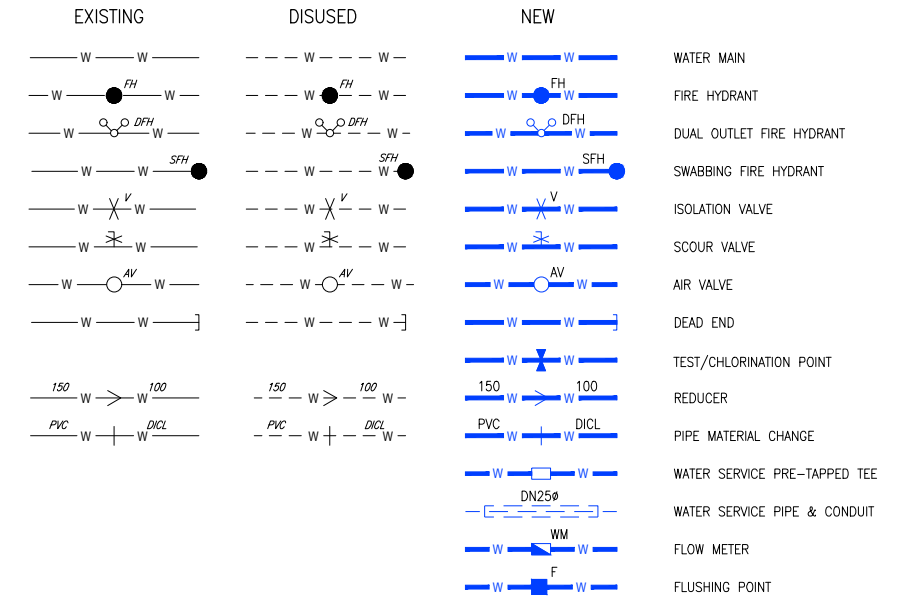 EXISTING DISUSED NEW
W W W W W W WATER MAIN
W FH W W FH W W FH W FIRE HYDRANT
W DFH W W DFH W W DFH W DUAL OUTLET FIRE HYDRANT
W W SFH W W SFH W W SFH SWABBING FIRE HYDRANT
W V W W V W W V W ISOLATION VALVE
W W W W W W SCOUR VALVE
W AV W W AV W W AV W AIR VALVE
W W W W W W DEAD END
W W TEST/CHLORINATION POINT
150 W W 100 150 W 100 W 150 W W 100 REDUCER
PVC W W DICL PVC W DICL W PVC W W DICL PIPE MATERIAL CHANGE
W W WATER SERVICE PRE-TAPPED TEE
DN25ø WATER SERVICE PIPE & CONDUIT
W WM W FLOW METER
W F W FLUSHING POINT